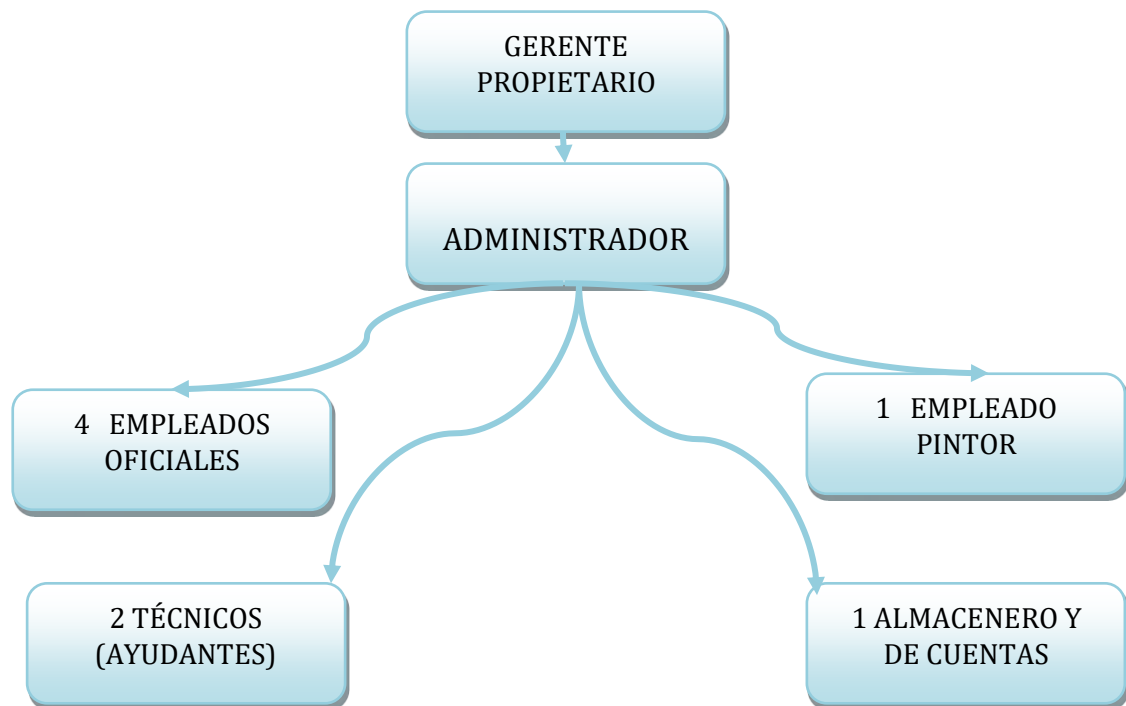 GERENTE
PROPIETARIO
ADMINISTRADOR
4 EMPLEADOS
OFICIALES
1 EMPLEADO
PINTOR
2 TÉCNICOS
(AYUDANTES)
1 ALMACENERO Y
DE CUENTAS